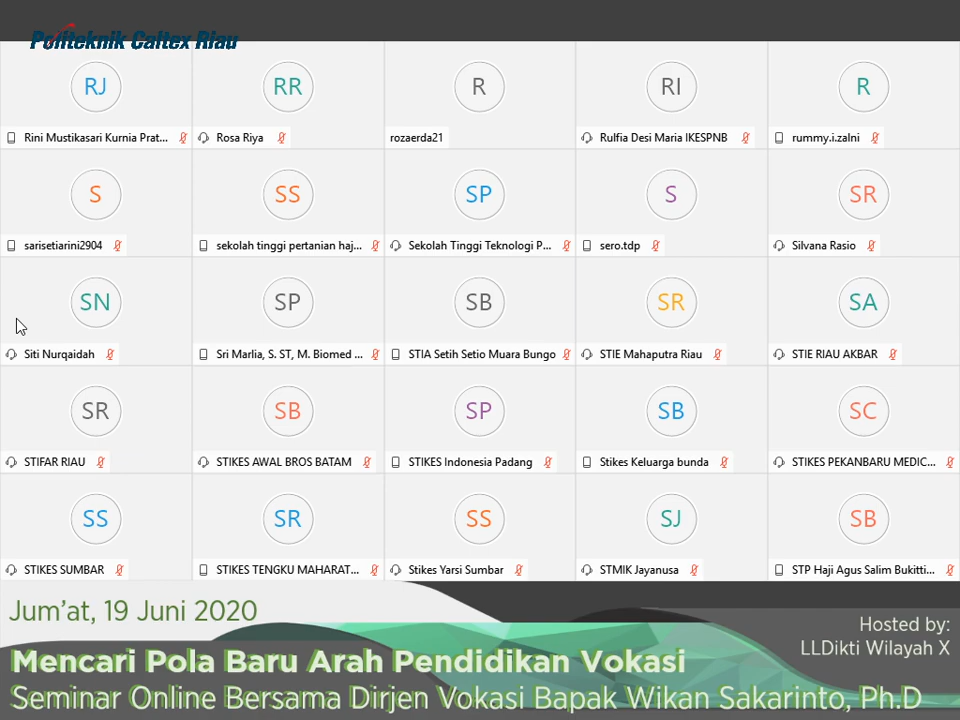 Politeknik Caltex Riau
RJ
RR
R
RI
R
Rini Mustikasari Kurnia Prat...
Rosa Riya
rozaerda21
Rulfia Desi Maria IKESPNB
rummy.i.zalni
S
SS
SP
S
SR
sarisetiarini2904
sekolah tinggi pertanian haj...
Sekolah Tinggi Teknologi P...
sero.tdp
Silvana Rasio
SN
SP
SB
SR
SA
Siti Nurqaidah
Sri Marlia, S. ST, M. Biomed ...
STIA Setih Setio Muara Bungo
STIE Mahaputra Riau
STIE RIAU AKBAR
SR
SB
SP
SB
SC
STIFAR RIAU
STIKES AWAL BROS BATAM
STIKES Indonesia Padang
Stikes Keluarga bunda
STIKES PEKANBARU MEDIC...
SS
SR
SS
SJ
SB
STIKES SUMBAR
STIKES TENGKU MAHARAT...
Stikes Yarsi Sumbar
STMIK Jayanusa
STP Haji Agus Salim Bukitti...
Jum'at, 19 Juni 2020
Hosted by:
LLDikti Wilayah X
Mencari Pola Baru Arah Pendidikan Vokasi
Seminar Online Bersama Dirjen Vokasi Bapak Wikan Sakarinto, Ph.D